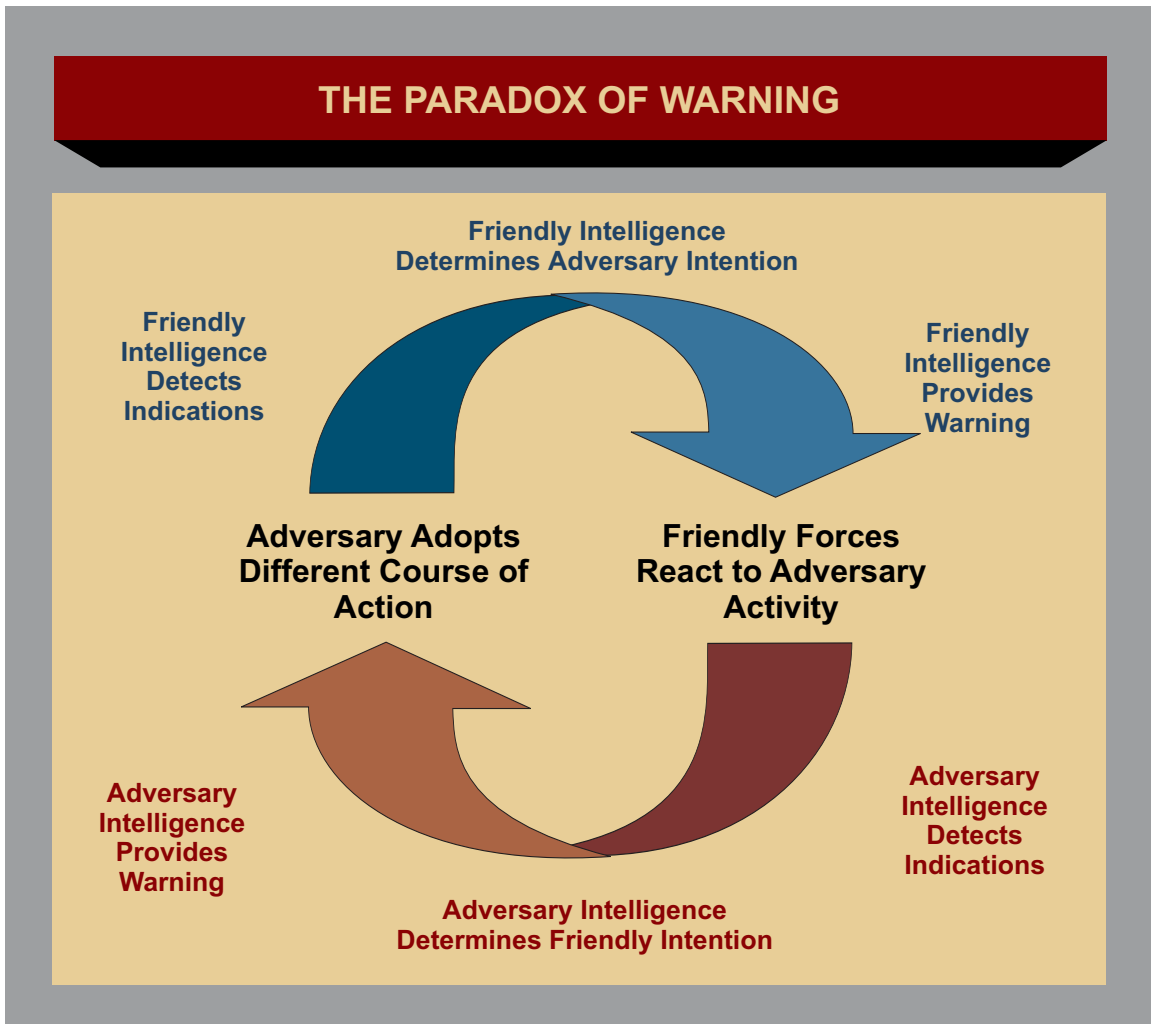 THE PARADOX OF WARNING
Friendly Intelligence
Determines Adversary Intention
Friendly
Intelligence
Detects
Indications
Friendly
Intelligence
Provides
Warning
Adversary Adopts
Different Course of
Action
Friendly Forces
React to Adversary
Activity
Adversary
Intelligence
Provides
Warning
Adversary
Intelligence
Detects
Indications
Adversary Intelligence
Determines Friendly Intention